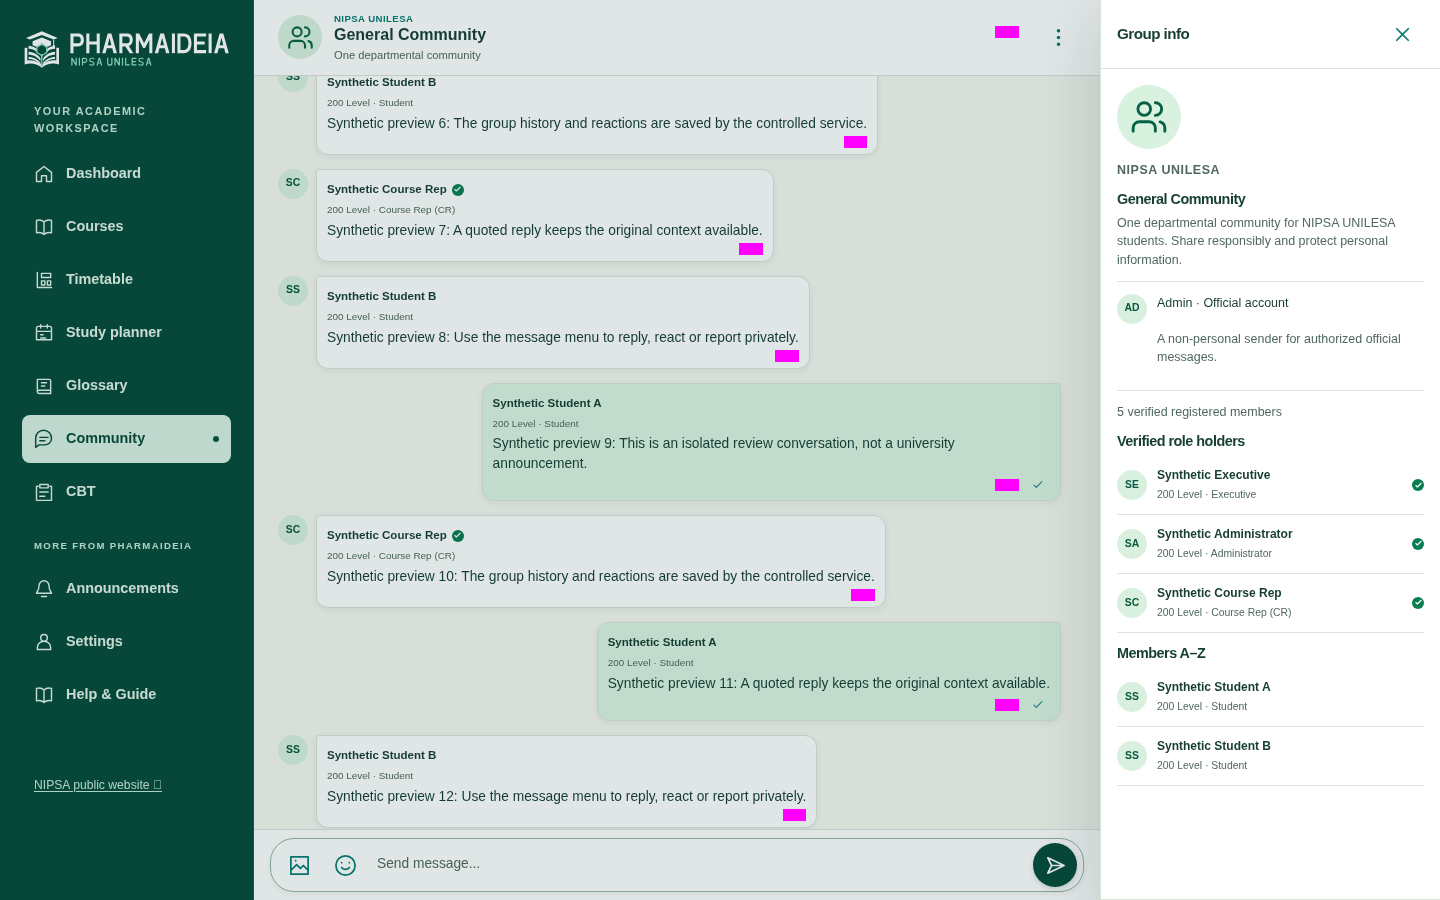 PHARMAIDEIA
NIPSA UNILESA
YOUR ACADEMIC
WORKSPACE
Dashboard
Courses
Timetable
Study planner
Glossary
Community
CBT
MORE FROM PHARMAIDEIA
Announcements
Settings
Help & Guide
NIPSA public website
NIPSA UNILESA
General Community
One departmental community
SS
Synthetic Student B
200 Level · Student
Synthetic preview 6: The group history and reactions are saved by the controlled service.
SC
Synthetic Course Rep
200 Level · Course Rep (CR)
Synthetic preview 7: A quoted reply keeps the original context available.
SS
Synthetic Student B
200 Level · Student
Synthetic preview 8: Use the message menu to reply, react or report privately.
Synthetic Student A
200 Level · Student
Synthetic preview 9: This is an isolated review conversation, not a university
announcement.
SC
Synthetic Course Rep
200 Level · Course Rep (CR)
Synthetic preview 10: The group history and reactions are saved by the controlled service.
Synthetic Student A
200 Level · Student
Synthetic preview 11: A quoted reply keeps the original context available.
SS
Synthetic Student B
200 Level · Student
Synthetic preview 12: Use the message menu to reply, react or report privately.
Send message...
Group info
NIPSA UNILESA
General Community
One departmental community for NIPSA UNILESA
students. Share responsibly and protect personal
information.
AD
Admin · Official account
A non-personal sender for authorized official
messages.
5 verified registered members
Verified role holders
SE
Synthetic Executive
200 Level · Executive
SA
Synthetic Administrator
200 Level · Administrator
SC
Synthetic Course Rep
200 Level · Course Rep (CR)
Members A–Z
SS
Synthetic Student A
200 Level · Student
SS
Synthetic Student B
200 Level · Student